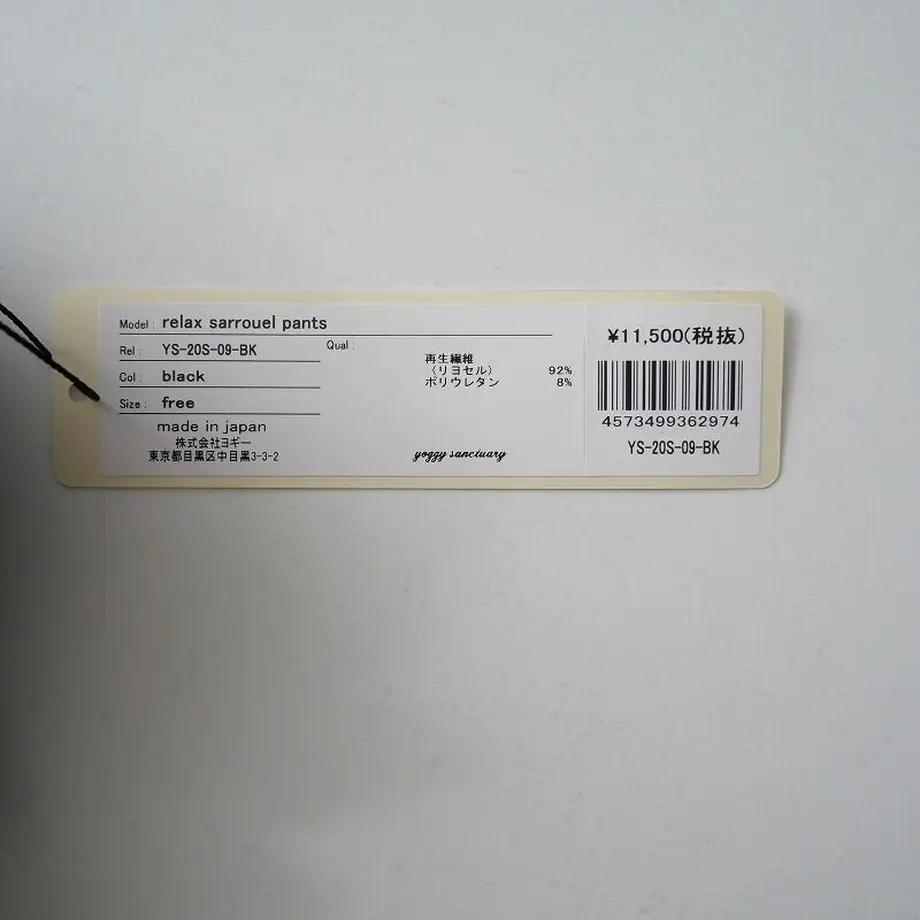 Model : relax sarrouel pants
Rel : YS-20S-09-BK
Qual :
Col : black
Size : free
再生繊維
(リヨセル) 92%
ポリウレタン 8%
made in japan
株式会社ヨギー
東京都目黒区中目黒3-3-2
yoggy sanctuary
¥11,500(税抜)
4573499362974
YS-20S-09-BK